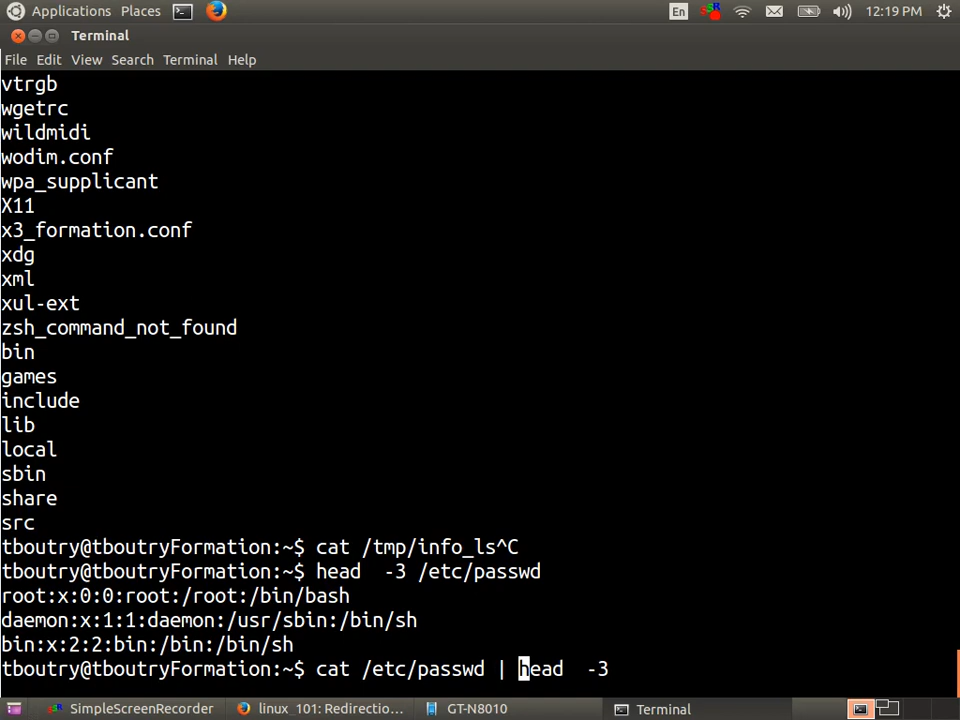 Applications Places En 12:19 PM
Terminal
File Edit View Search Terminal Help
vtrgb
wgetrc
wildmidi
wodim.conf
wpa_supplicant
X11
x3_formation.conf
xdg
xml
xul-ext
zsh_command_not_found
bin
games
include
lib
local
sbin
share
src
tboutry@tboutryFormation:~$ cat /tmp/info_ls^C
tboutry@tboutryFormation:~$ head  -3 /etc/passwd
root:x:0:0:root:/root:/bin/bash
daemon:x:1:1:daemon:/usr/sbin:/bin/sh
bin:x:2:2:bin:/bin:/bin/sh
tboutry@tboutryFormation:~$ cat /etc/passwd | head  -3
SimpleScreenRecorder linux_101: Redirectio... GT-N8010 Terminal